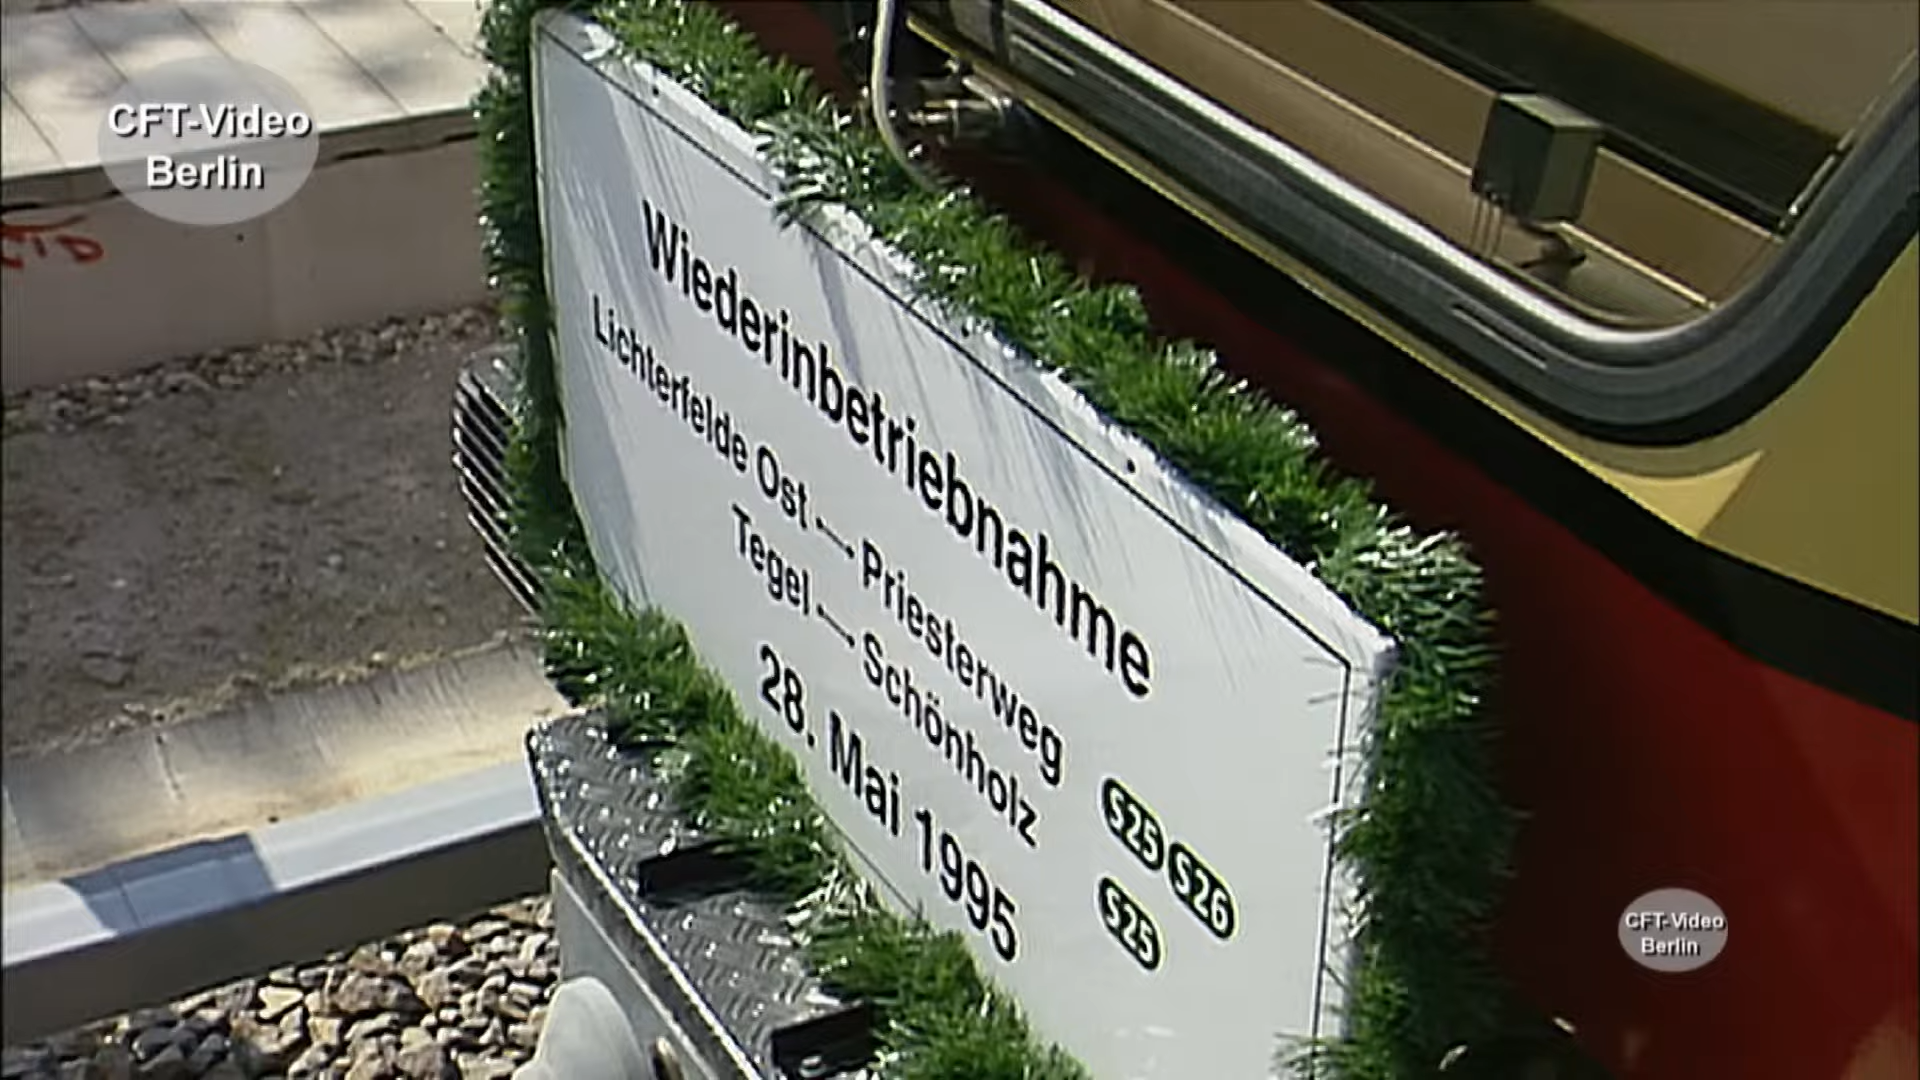 CFT-Video
Berlin
Wiederinbetriebnahme
Lichterfelde Ost — Priesterweg S25 S26
Tegel — Schönholz S25
28. Mai 1995
CFT-Video
Berlin